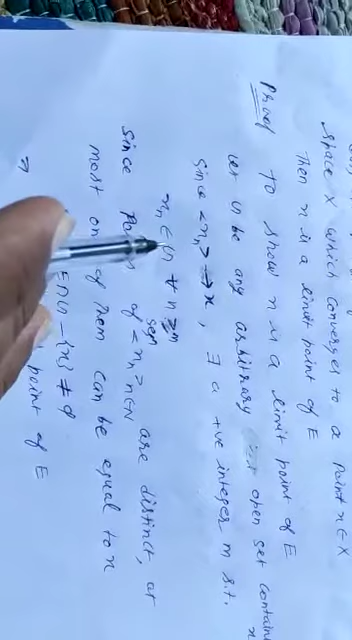 space X which converges to a point x ∈ X
Then x is a limit point of E
Proof To show x is a limit point of E
Let U be any arbitrary open set contain x
Since <xn> → x, ∃ a +ve integer m s.t.
xn ∈ U ∀ n ≥ m
Since of seqn <xn> n∈N are distinct, at
most of them can be equal to x
⇒ E∩U - {x} ≠ φ
point of E